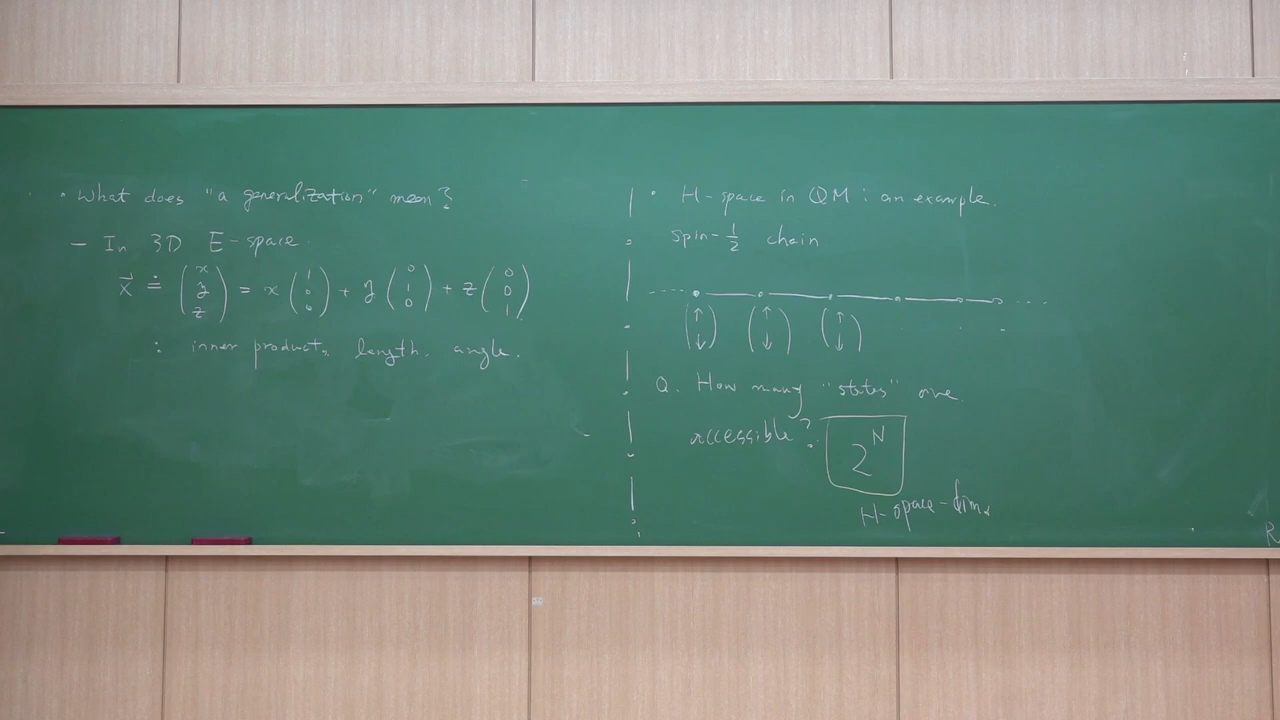 · What does "a generalization" mean?
- In 3D E-space.
x⃗ ≐ (x y z) = x (1 0 0) + y (0 1 0) + z (0 0 1)
: inner product, length, angle.
· H-space in QM : an example.
spin-1/2 chain
(↑↓) (↑↓) (↑↓)
Q. How many "states" are
accessible?
2^N
H-space-dim.
R